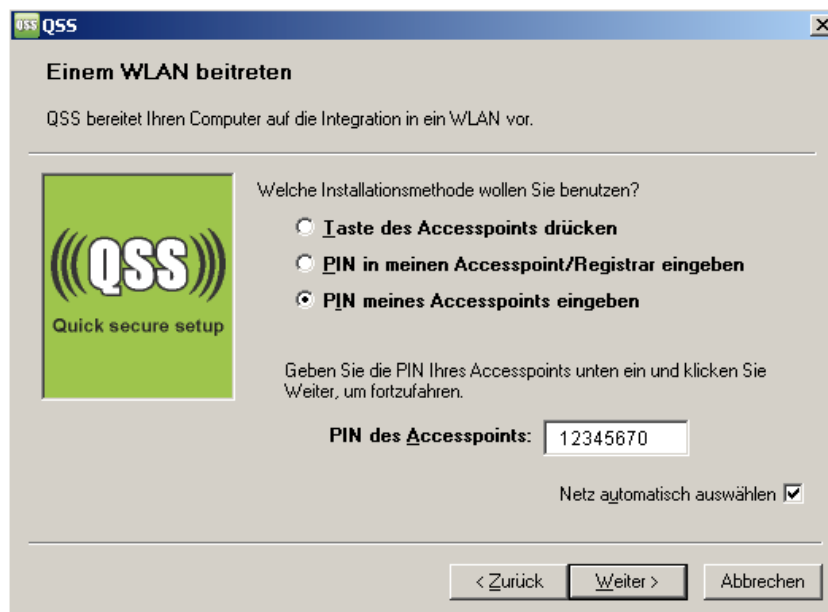 QSS QSS
Einem WLAN beitreten
QSS bereitet Ihren Computer auf die Integration in ein WLAN vor.
Welche Installationsmethode wollen Sie benutzen?
Taste des Accesspoints drücken
PIN in meinen Accesspoint/Registrar eingeben
PIN meines Accesspoints eingeben
(((QSS)))
Quick secure setup
Geben Sie die PIN Ihres Accesspoints unten ein und klicken Sie
Weiter, um fortzufahren.
PIN des Accesspoints: 12345670
Netz automatisch auswählen
< Zurück Weiter > Abbrechen